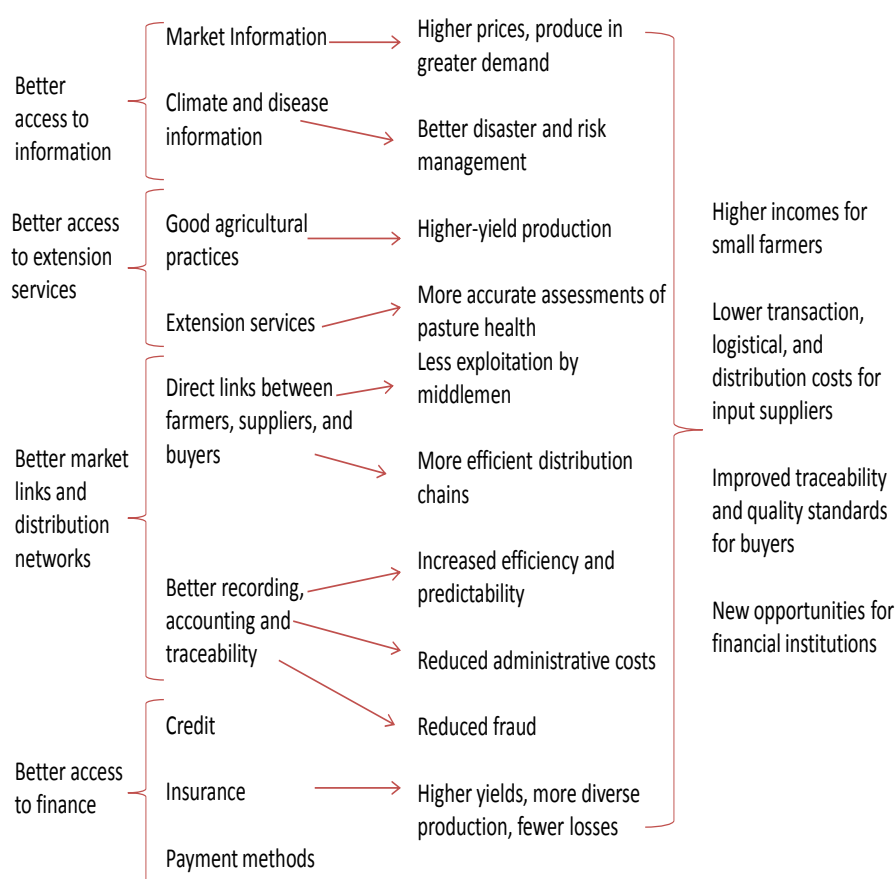 Better
access to
information
Better access
to extension
services
Better market
links and
distribution
networks
Better access
to finance
Market Information
Climate and disease
information
Good agricultural
practices
Extension services
Direct links between
farmers, suppliers, and
buyers
Better recording,
accounting and
traceability
Credit
Insurance
Payment methods
Higher prices, produce in
greater demand
Better disaster and risk
management
Higher-yield production
More accurate assessments of
pasture health
Less exploitation by
middlemen
More efficient distribution
chains
Increased efficiency and
predictability
Reduced administrative costs
Reduced fraud
Higher yields, more diverse
production, fewer losses
Higher incomes for
small farmers
Lower transaction,
logistical, and
distribution costs for
input suppliers
Improved traceability
and quality standards
for buyers
New opportunities for
financial institutions